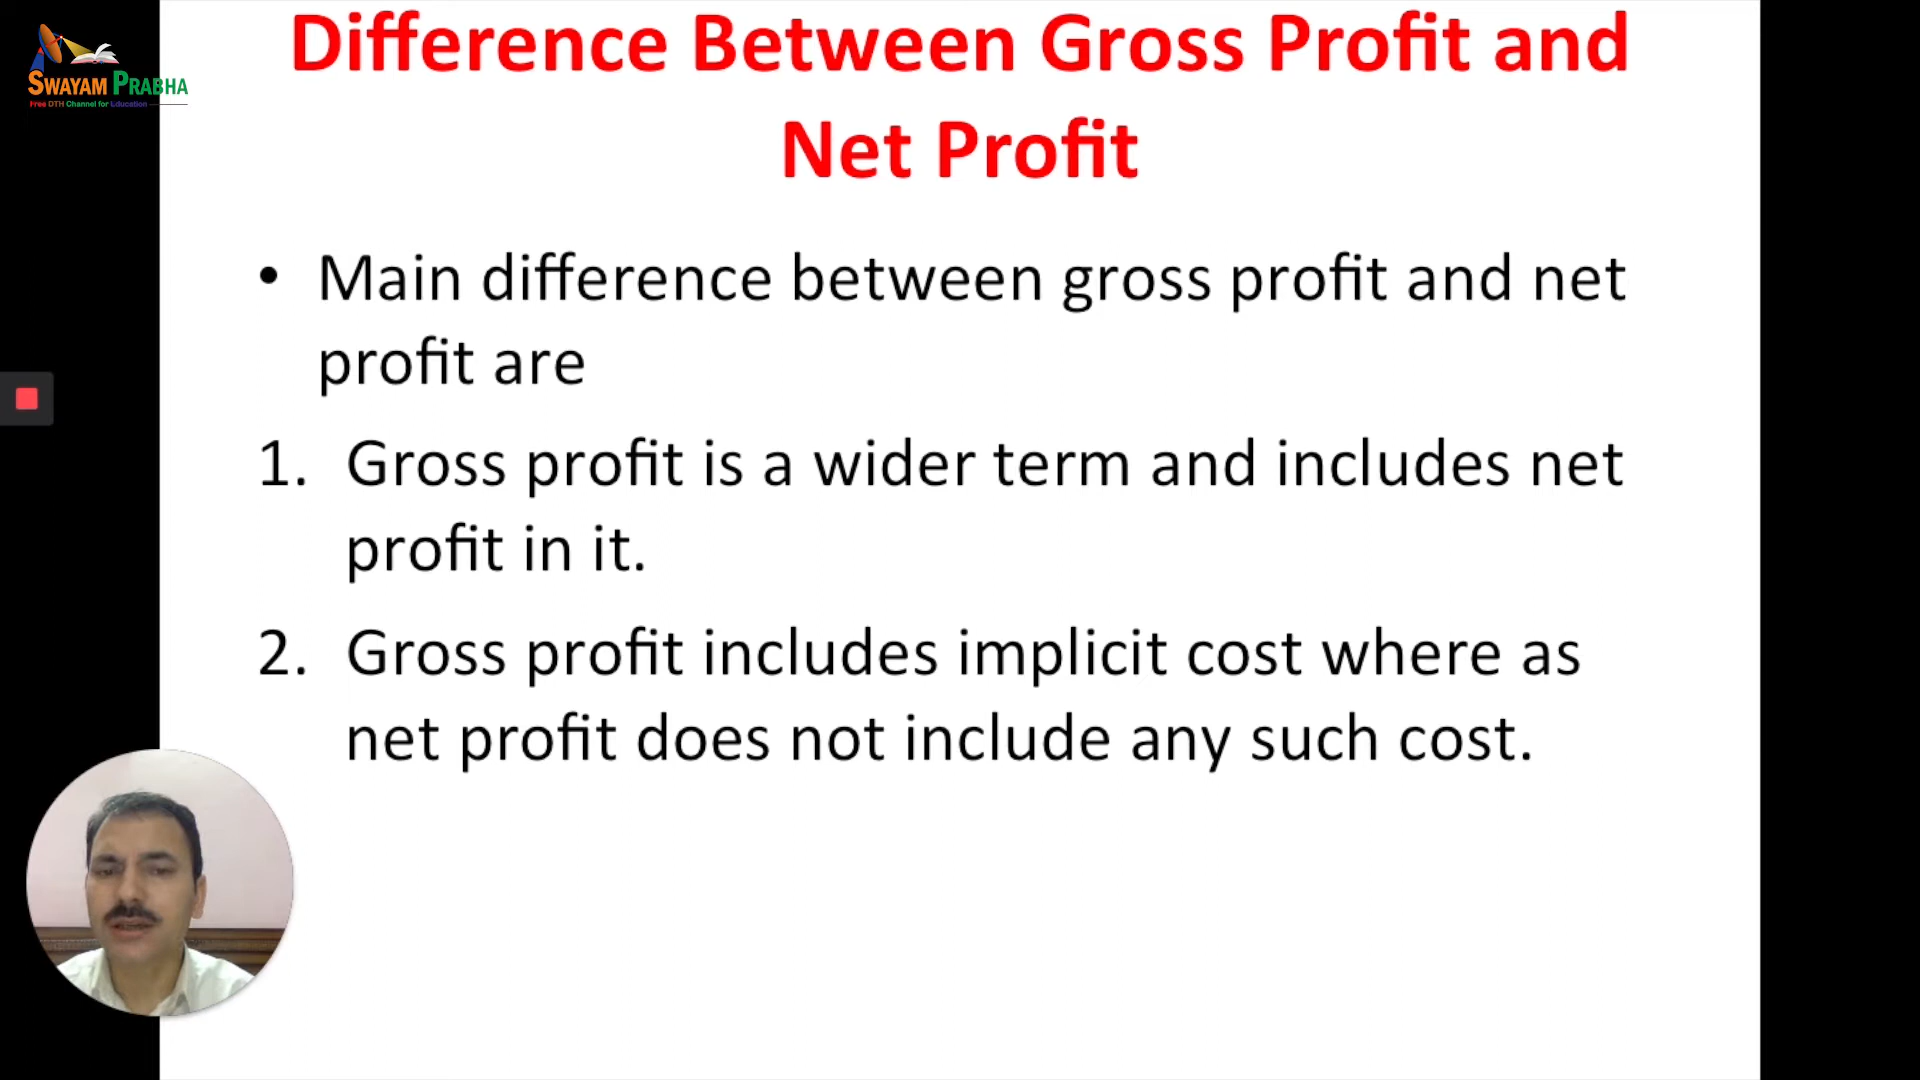 SWAYAM PRABHA
Free DTH Channel for Education
Difference Between Gross Profit and
Net Profit
• Main difference between gross profit and net
profit are
1. Gross profit is a wider term and includes net
profit in it.
2. Gross profit includes implicit cost where as
net profit does not include any such cost.